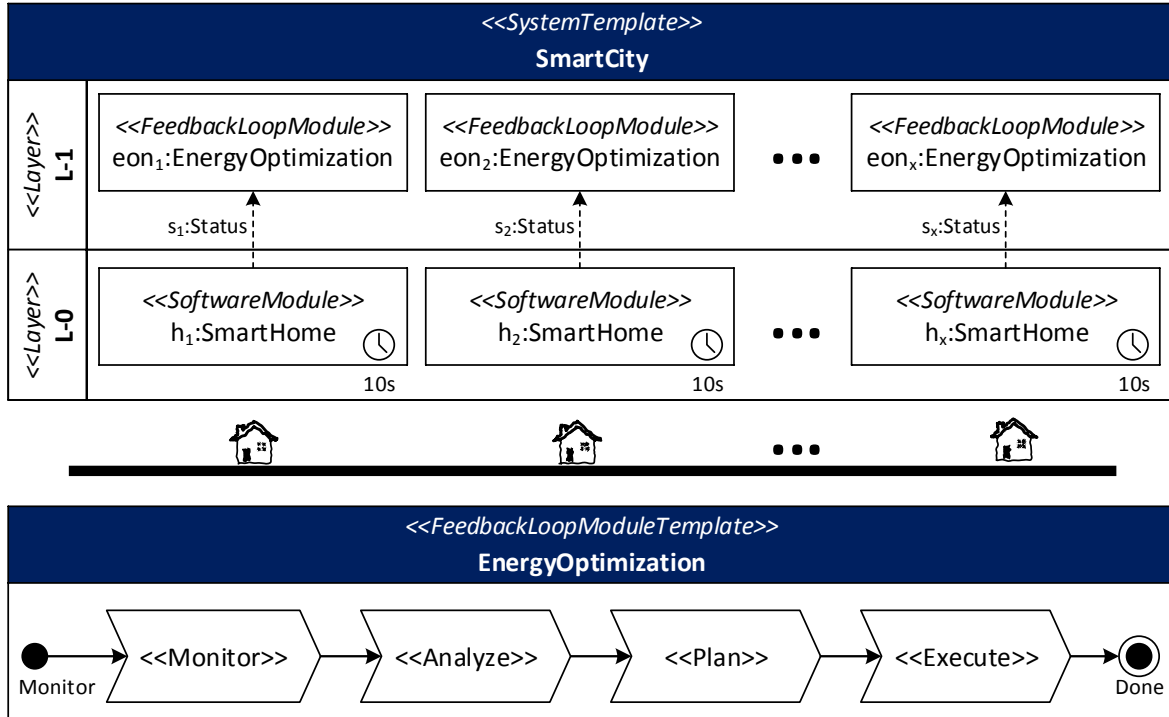 <<SystemTemplate>>
SmartCity
<<Layer>>
L-1
<<FeedbackLoopModule>>
eon₁:EnergyOptimization
<<FeedbackLoopModule>>
eon₂:EnergyOptimization
<<FeedbackLoopModule>>
eonₓ:EnergyOptimization
s₁:Status
s₂:Status
sₓ:Status
<<Layer>>
L-0
<<SoftwareModule>>
h₁:SmartHome
10s
<<SoftwareModule>>
h₂:SmartHome
10s
<<SoftwareModule>>
hₓ:SmartHome
10s
<<FeedbackLoopModuleTemplate>>
EnergyOptimization
Monitor
<<Monitor>>
<<Analyze>>
<<Plan>>
<<Execute>>
Done